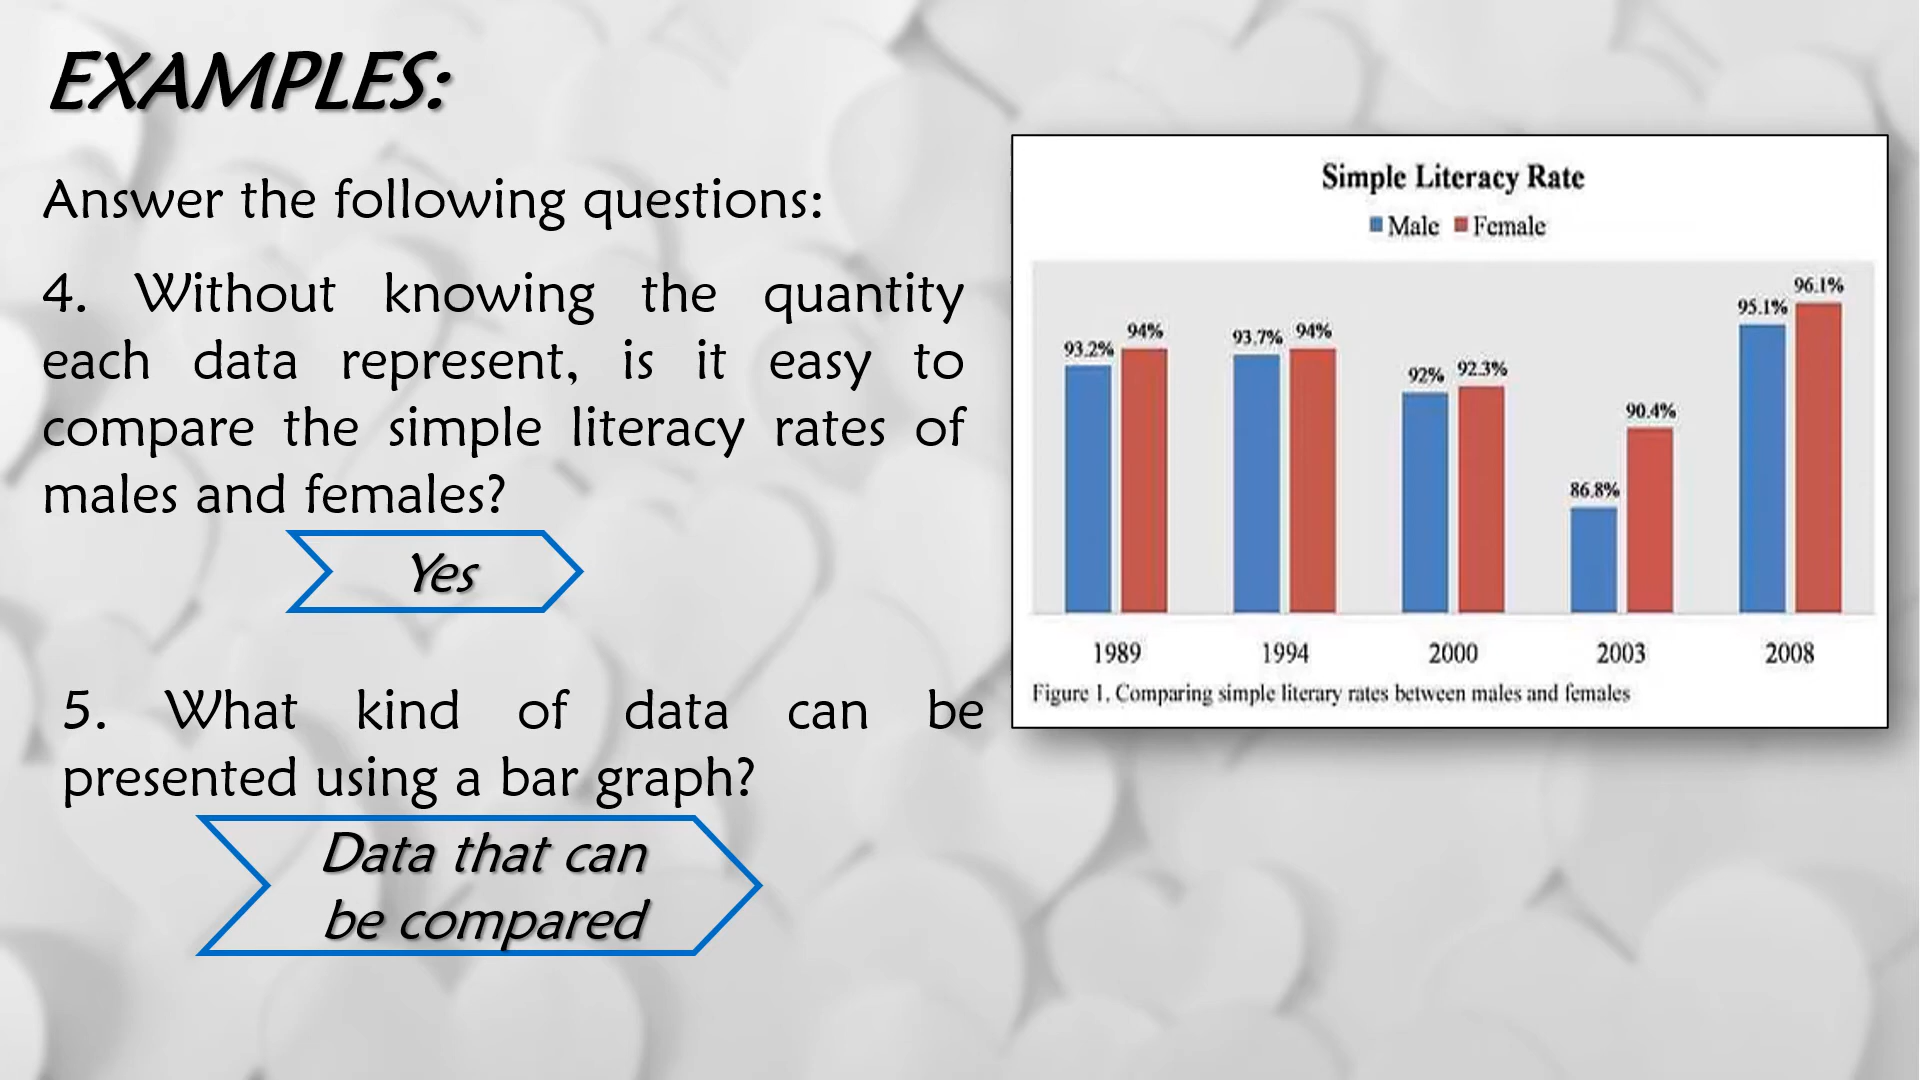 EXAMPLES:
Answer the following questions:
4. Without knowing the quantity
each data represent, is it easy to
compare the simple literacy rates of
males and females?
Yes
5. What kind of data can be
presented using a bar graph?
Data that can
be compared
Simple Literacy Rate
Male Female
93.2% 94% 93.7% 94% 92% 92.3% 86.8% 90.4% 95.1% 96.1%
1989 1994 2000 2003 2008
Figure 1. Comparing simple literary rates between males and females